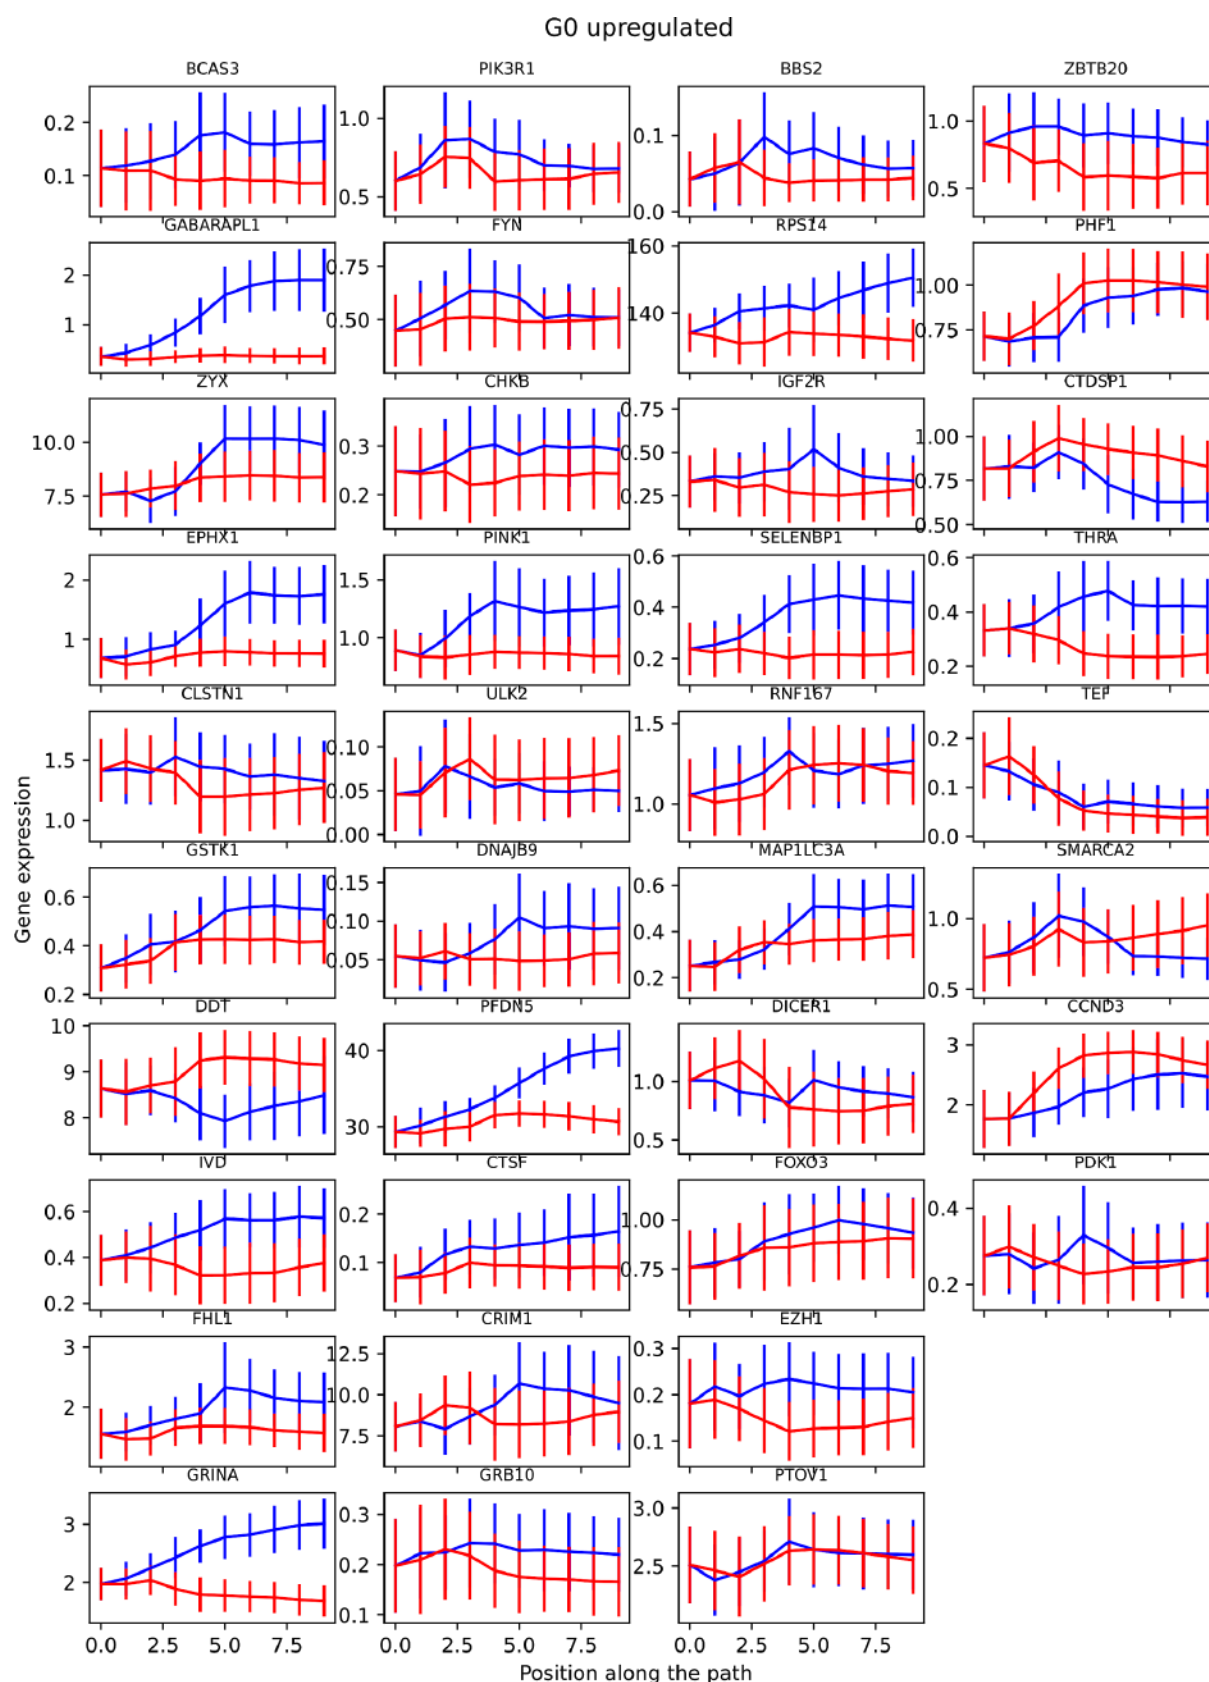 G0 upregulated
BCAS3 PIK3R1 BBS2 ZBTB20
0.2 0.1 1.0 0.5 0.1 0.0 1.0 0.5
GABARAPL1 FYN RPS14 PHF1
2 1 0.75 0.50 160 140 1.00 0.75
ZYX CHKB IGF2R CTDSP1
10.0 7.5 0.3 0.2 0.75 0.50 0.25 1.00 0.75 0.50
EPHX1 PINK1 SELENBP1 THRA
2 1 1.5 1.0 0.6 0.4 0.2 0.6 0.4 0.2
CLSTN1 ULK2 RNF167 TEF
1.5 1.0 0.10 0.05 0.00 1.5 1.0 0.2 0.1 0.0
GSTK1 DNAJB9 MAP1LC3A SMARCA2
0.6 0.4 0.2 0.15 0.10 0.05 0.6 0.4 0.2 1.0 0.5
DDT PFDN5 DICER1 CCND3
10 9 8 40 30 1.0 0.5 3 2
IVD CTSF FOXO3 PDK1
0.6 0.4 0.2 0.2 0.1 1.00 0.75 0.4 0.2
FHL1 CRIM1 EZH1
3 2 12.5 10.0 7.5 0.3 0.2 0.1
GRINA GRB10 PTOV1
3 2 0.3 0.2 0.1 3.0 2.5
0.0 2.5 5.0 7.5 0.0 2.5 5.0 7.5 0.0 2.5 5.0 7.5
Gene expression
Position along the path